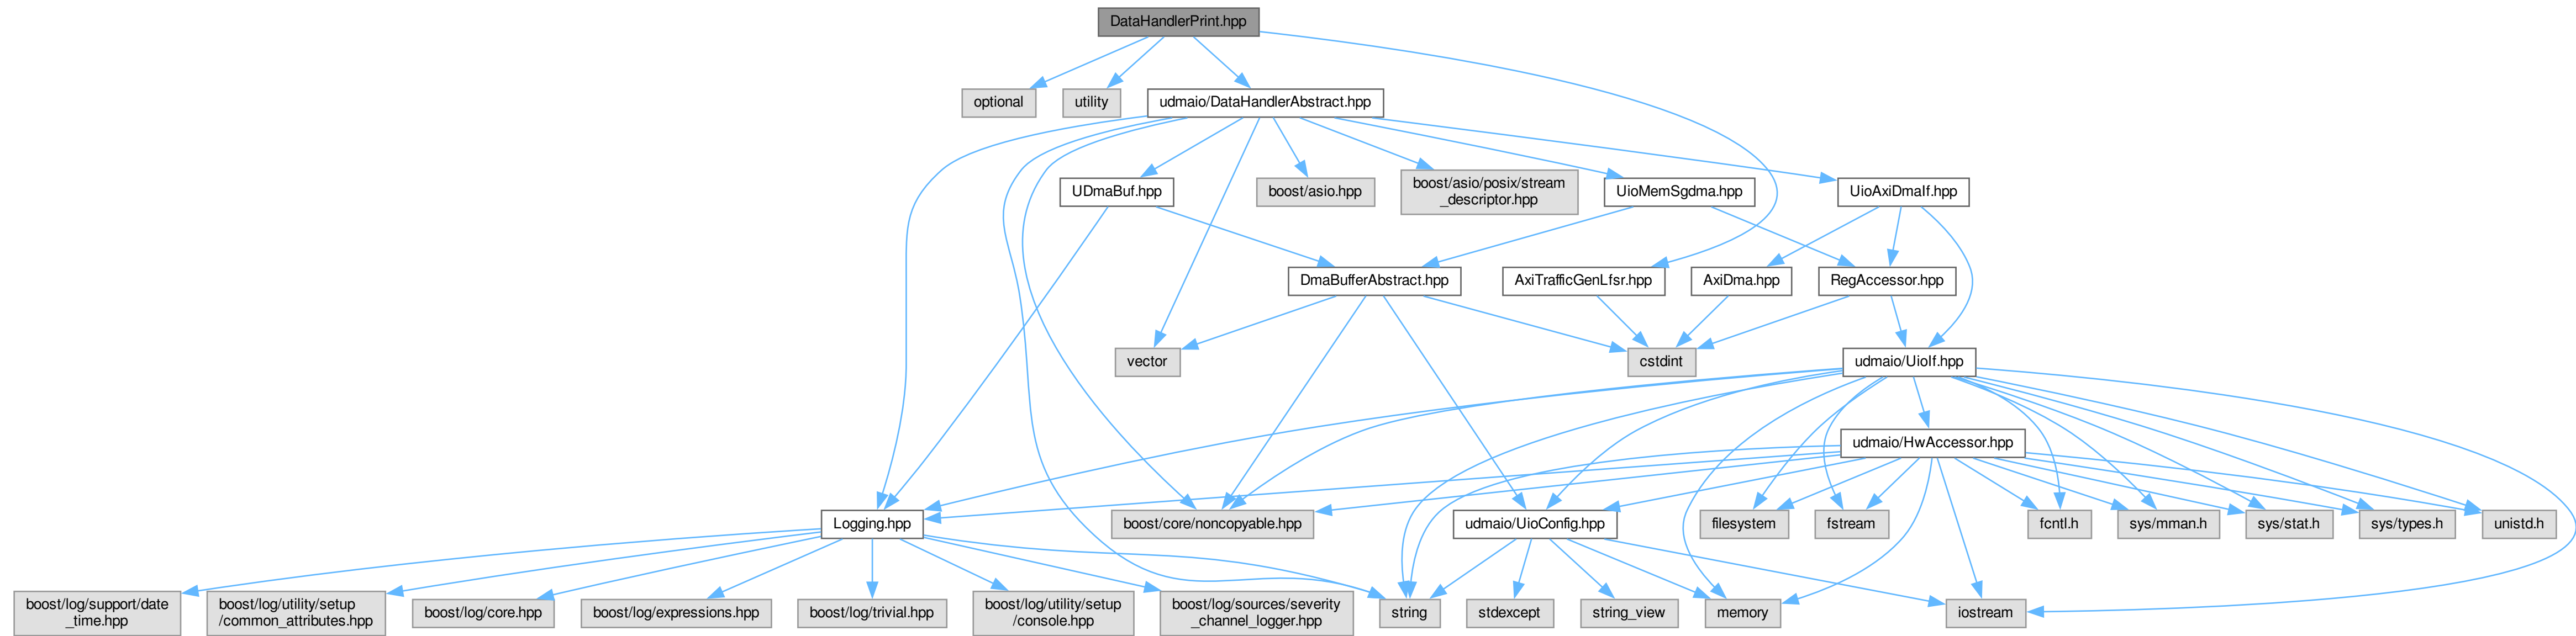 DataHandlerPrint.hpp
optional
utility
udmaio/DataHandlerAbstract.hpp
UDmaBuf.hpp
boost/asio.hpp
boost/asio/posix/stream
_descriptor.hpp
UioMemSgdma.hpp
UioAxiDmaIf.hpp
DmaBufferAbstract.hpp
AxiTrafficGenLfsr.hpp
AxiDma.hpp
RegAccessor.hpp
vector
cstdint
udmaio/UioIf.hpp
udmaio/HwAccessor.hpp
Logging.hpp
boost/core/noncopyable.hpp
udmaio/UioConfig.hpp
filesystem
fstream
fcntl.h
sys/mman.h
sys/stat.h
sys/types.h
unistd.h
boost/log/support/date
_time.hpp
boost/log/utility/setup
/common_attributes.hpp
boost/log/core.hpp
boost/log/expressions.hpp
boost/log/trivial.hpp
boost/log/utility/setup
/console.hpp
boost/log/sources/severity
_channel_logger.hpp
string
stdexcept
string_view
memory
iostream